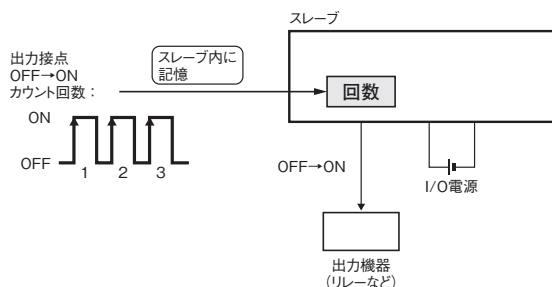 スレーブ
出力接点
OFF→ON
カウント回数：
スレーブ内に
記憶
回数
ON
OFF
1 2 3
OFF→ON
I/O電源
出力機器
(リレーなど)